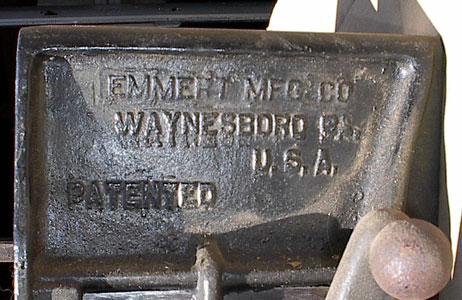 EMMERT MFG. CO
WAYNESBORO PA.
U.S.A.
PATENTED